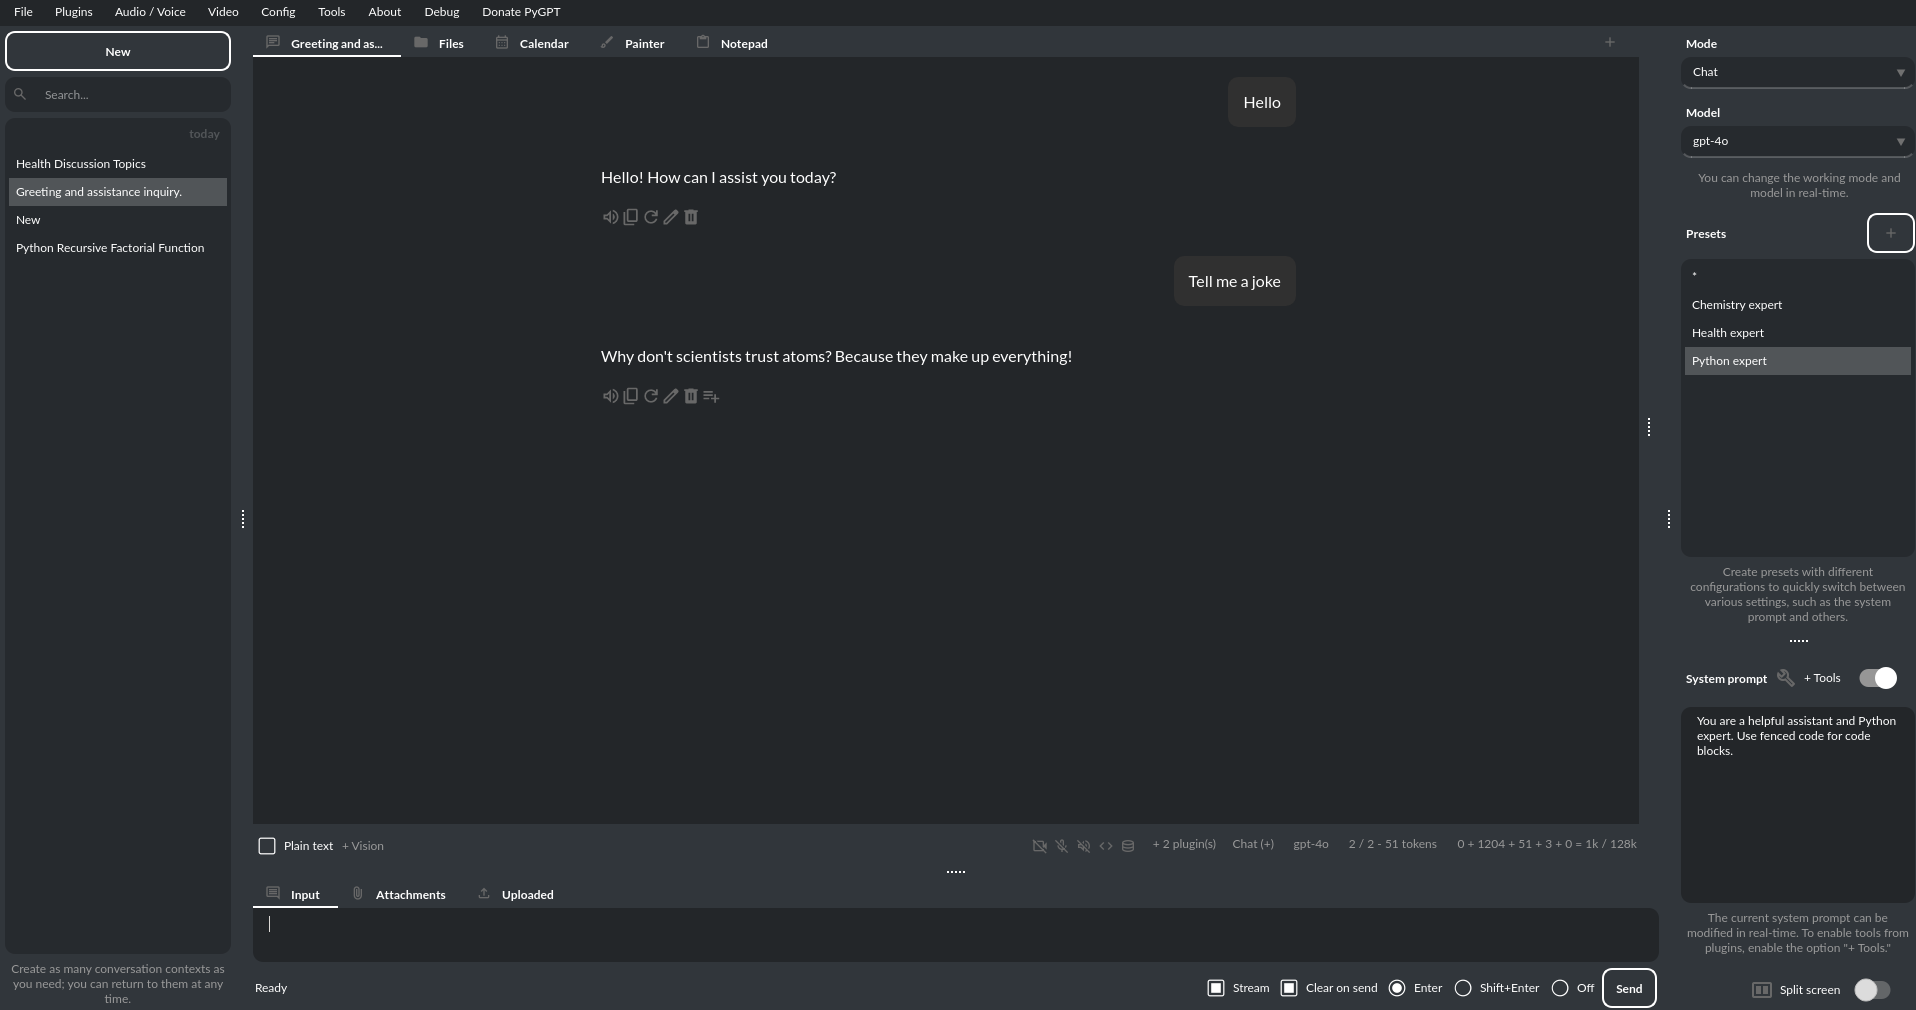 File Plugins Audio / Voice Video Config Tools About Debug Donate PyGPT
New
Search...
today
Health Discussion Topics
Greeting and assistance inquiry.
New
Python Recursive Factorial Function
Create as many conversation contexts as
you need; you can return to them at any
time.
Greeting and as... Files Calendar Painter Notepad +
Hello
Hello! How can I assist you today?
Tell me a joke
Why don't scientists trust atoms? Because they make up everything!
Plain text + Vision
+ 2 plugin(s) Chat (+) gpt-4o 2 / 2 - 51 tokens 0 + 1204 + 51 + 3 + 0 = 1k / 128k
Input Attachments Uploaded
Ready
Stream Clear on send Enter Shift+Enter Off Send
Mode
Chat
Model
gpt-4o
You can change the working mode and
model in real-time.
Presets +
*
Chemistry expert
Health expert
Python expert
Create presets with different
configurations to quickly switch between
various settings, such as the system
prompt and others.
System prompt + Tools
You are a helpful assistant and Python
expert. Use fenced code for code
blocks.
The current system prompt can be
modified in real-time. To enable tools from
plugins, enable the option "+ Tools."
Split screen